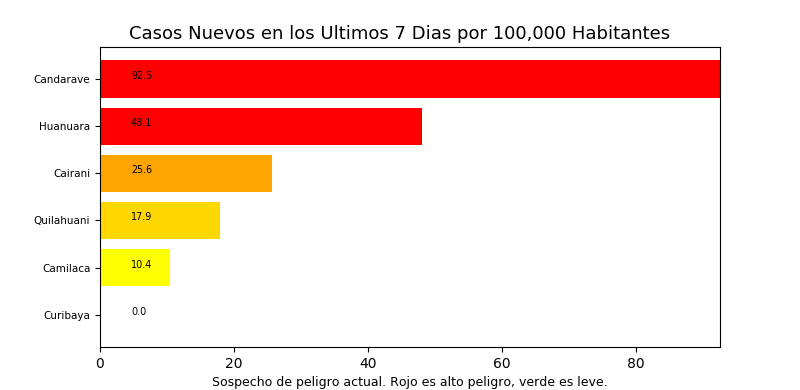 Casos Nuevos en los Ultimos 7 Dias por 100,000 Habitantes
Candarave 92.5
Huanuara 48.1
Cairani 25.6
Quilahuani 17.9
Camilaca 10.4
Curibaya 0.0
0 20 40 60 80
Sospecho de peligro actual. Rojo es alto peligro, verde es leve.